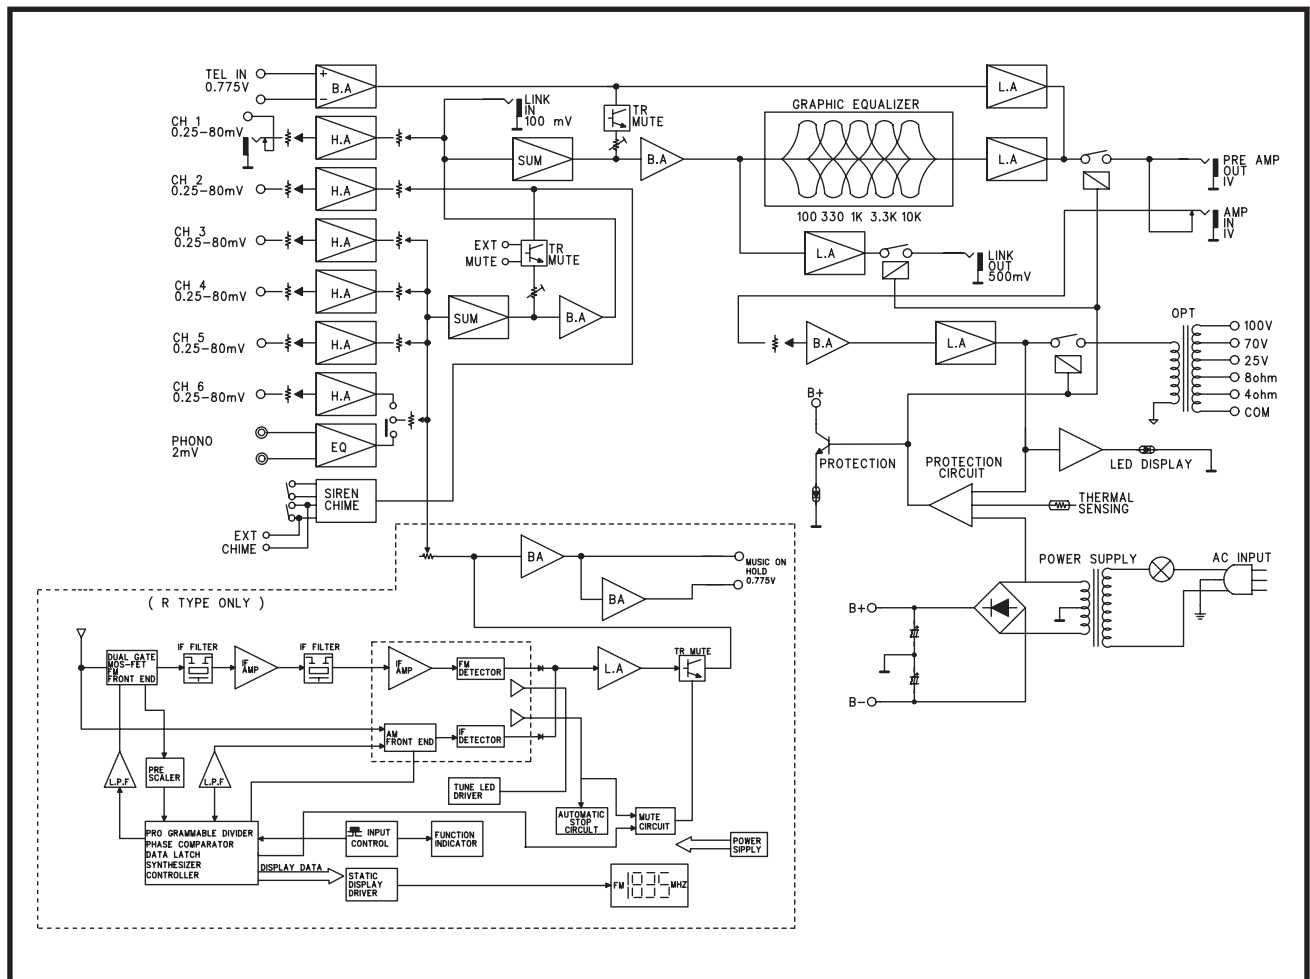 TEL IN
0.775V
+
−
B.A
L.A
LINK
IN
100 mV
TR
MUTE
GRAPHIC EQUALIZER
CH 1
0.25-80mV
H.A
SUM
B.A
L.A
PRE AMP
OUT
IV
CH 2
0.25-80mV
H.A
100 330 1K 3.3K 10K
AMP
IN
IV
CH 3
0.25-80mV
H.A
EXT
MUTE
TR
MUTE
L.A
LINK
OUT
500mV
CH 4
0.25-80mV
H.A
SUM
B.A
OPT
100V
70V
25V
8ohm
4ohm
COM
CH 5
0.25-80mV
H.A
B.A
L.A
CH 6
0.25-80mV
H.A
B+
PHONO
2mV
EQ
PROTECTION
PROTECTION
CIRCUIT
LED DISPLAY
SIREN
CHIME
THERMAL
SENSING
EXT
CHIME
BA
MUSIC ON
HOLD
0.775V
BA
POWER SUPPLY
AC INPUT
B+
B-
( R TYPE ONLY )
DUAL GATE
MOS-FET
FM
FRONT END
IF FILTER
IF
AMP
IF FILTER
IF
AMP
FM
DETECTOR
L.A
TR MUTE
AM
FRONT END
IF
DETECTOR
L.P.F
PRE
SCALER
L.P.F
TUNE LED
DRIVER
AUTOMATIC
STOP
CIRCULT
MUTE
CIRCUIT
PRO GRAMMABLE DIVIDER
PHASE COMPARATOR
DATA LATCH
SYNTHESIZER
CONTROLLER
INPUT
CONTROL
FUNCTION
INDICATOR
POWER
SIPPLY
DISPLAY DATA
STATIC
DISPLAY
DRIVER
FM 108.5 MHZ